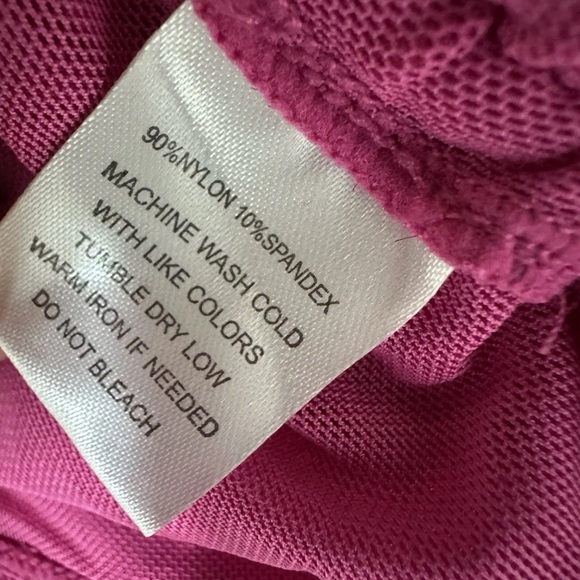 90%NYLON 10%SPANDEX
MACHINE WASH COLD
WITH LIKE COLORS
TUMBLE DRY LOW
WARM IRON IF NEEDED
DO NOT BLEACH